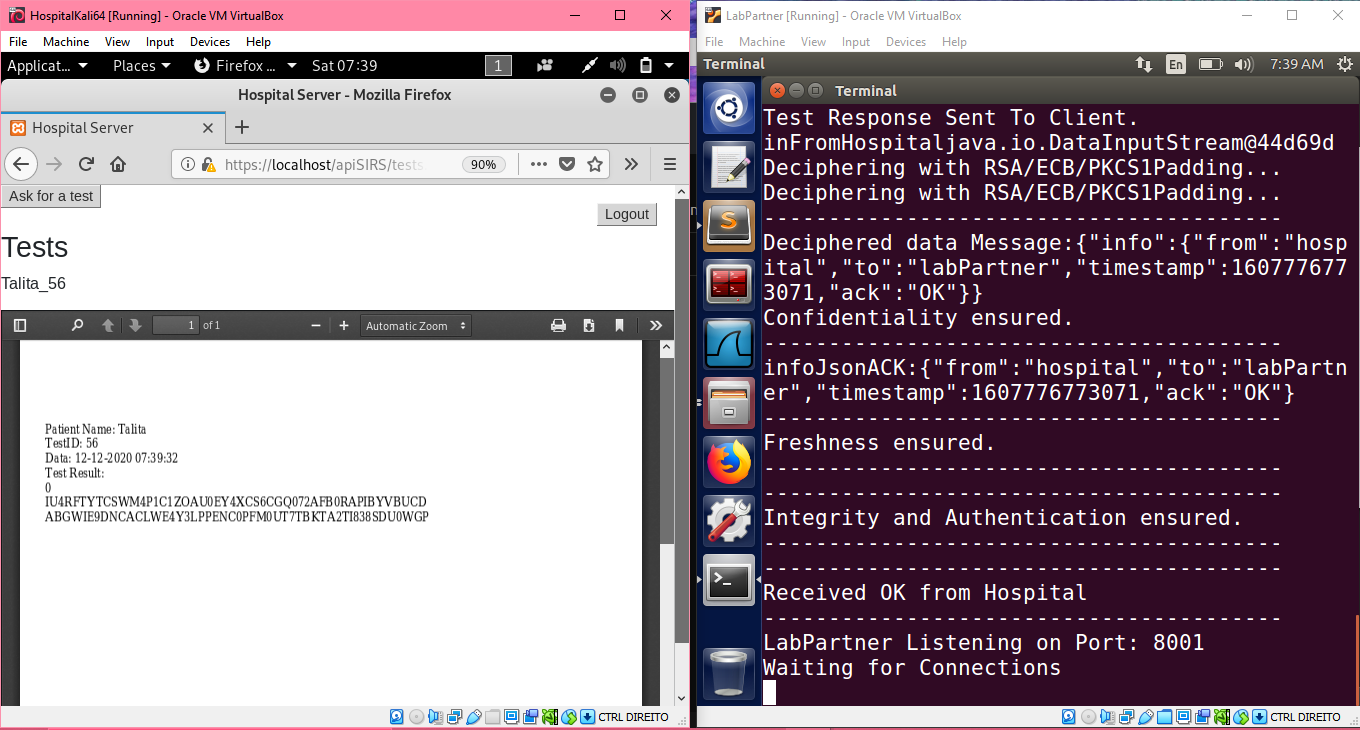 HospitalKali64 [Running] - Oracle VM VirtualBox
File Machine View Input Devices Help
Applicat... Places Firefox ... Sat 07:39 1
Hospital Server - Mozilla Firefox
Hospital Server
https://localhost/apiSIRS/tests 90%
Ask for a test
Logout
Tests
Talita_56
1 of 1 Automatic Zoom
Patient Name: Talita
TestID: 56
Data: 12-12-2020 07:39:32
Test Result:
0
IU4RFTYTCSWM4P1C1ZOAU0EY4XCS6CGQ072AFB0RAPIBYVBUCD
ABGWIE9DNCACLWE4Y3LPPENC0PFM0UT7TBKTA2TI838SDU0WGP
CTRL DIREITO
LabPartner [Running] - Oracle VM VirtualBox
File Machine View Input Devices Help
Terminal En 7:39 AM
Terminal
Test Response Sent To Client.
inFromHospitaljava.io.DataInputStream@44d69d
Deciphering with RSA/ECB/PKCS1Padding...
Deciphering with RSA/ECB/PKCS1Padding...
----------------------------------------
Deciphered data Message:{"info":{"from":"hosp
ital","to":"labPartner","timestamp":160777677
3071,"ack":"OK"}}
Confidentiality ensured.
----------------------------------------
infoJsonACK:{"from":"hospital","to":"labPartn
er","timestamp":1607776773071,"ack":"OK"}
----------------------------------------
Freshness ensured.
----------------------------------------
----------------------------------------
Integrity and Authentication ensured.
----------------------------------------
----------------------------------------
Received OK from Hospital
----------------------------------------
LabPartner Listening on Port: 8001
Waiting for Connections
CTRL DIREITO